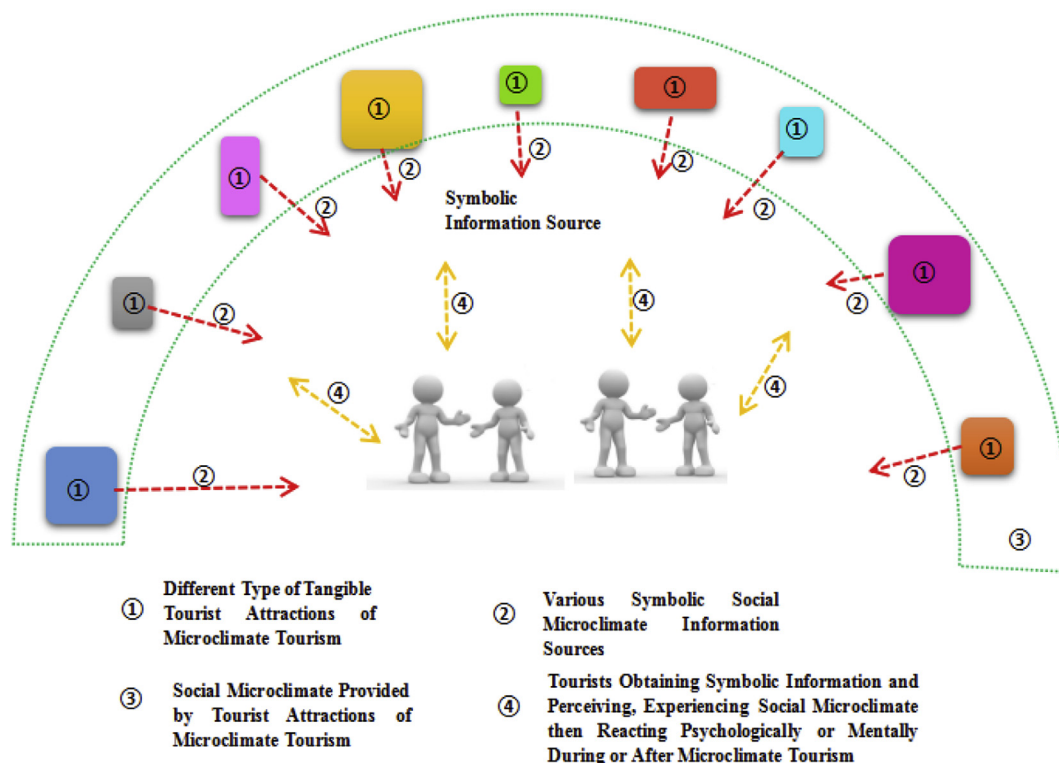 ①
①
①
①
①
②
②
②
②
①
②
②
Symbolic
Information Source
①
②
④
④
①
②
④
④
①
②
①
②
③
① Different Type of Tangible
Tourist Attractions of
Microclimate Tourism
② Various Symbolic Social
Microclimate Information
Sources
③ Social Microclimate Provided
by Tourist Attractions of
Microclimate Tourism
④ Tourists Obtaining Symbolic Information and
Perceiving, Experiencing Social Microclimate
then Reacting Psychologically or Mentally
During or After Microclimate Tourism